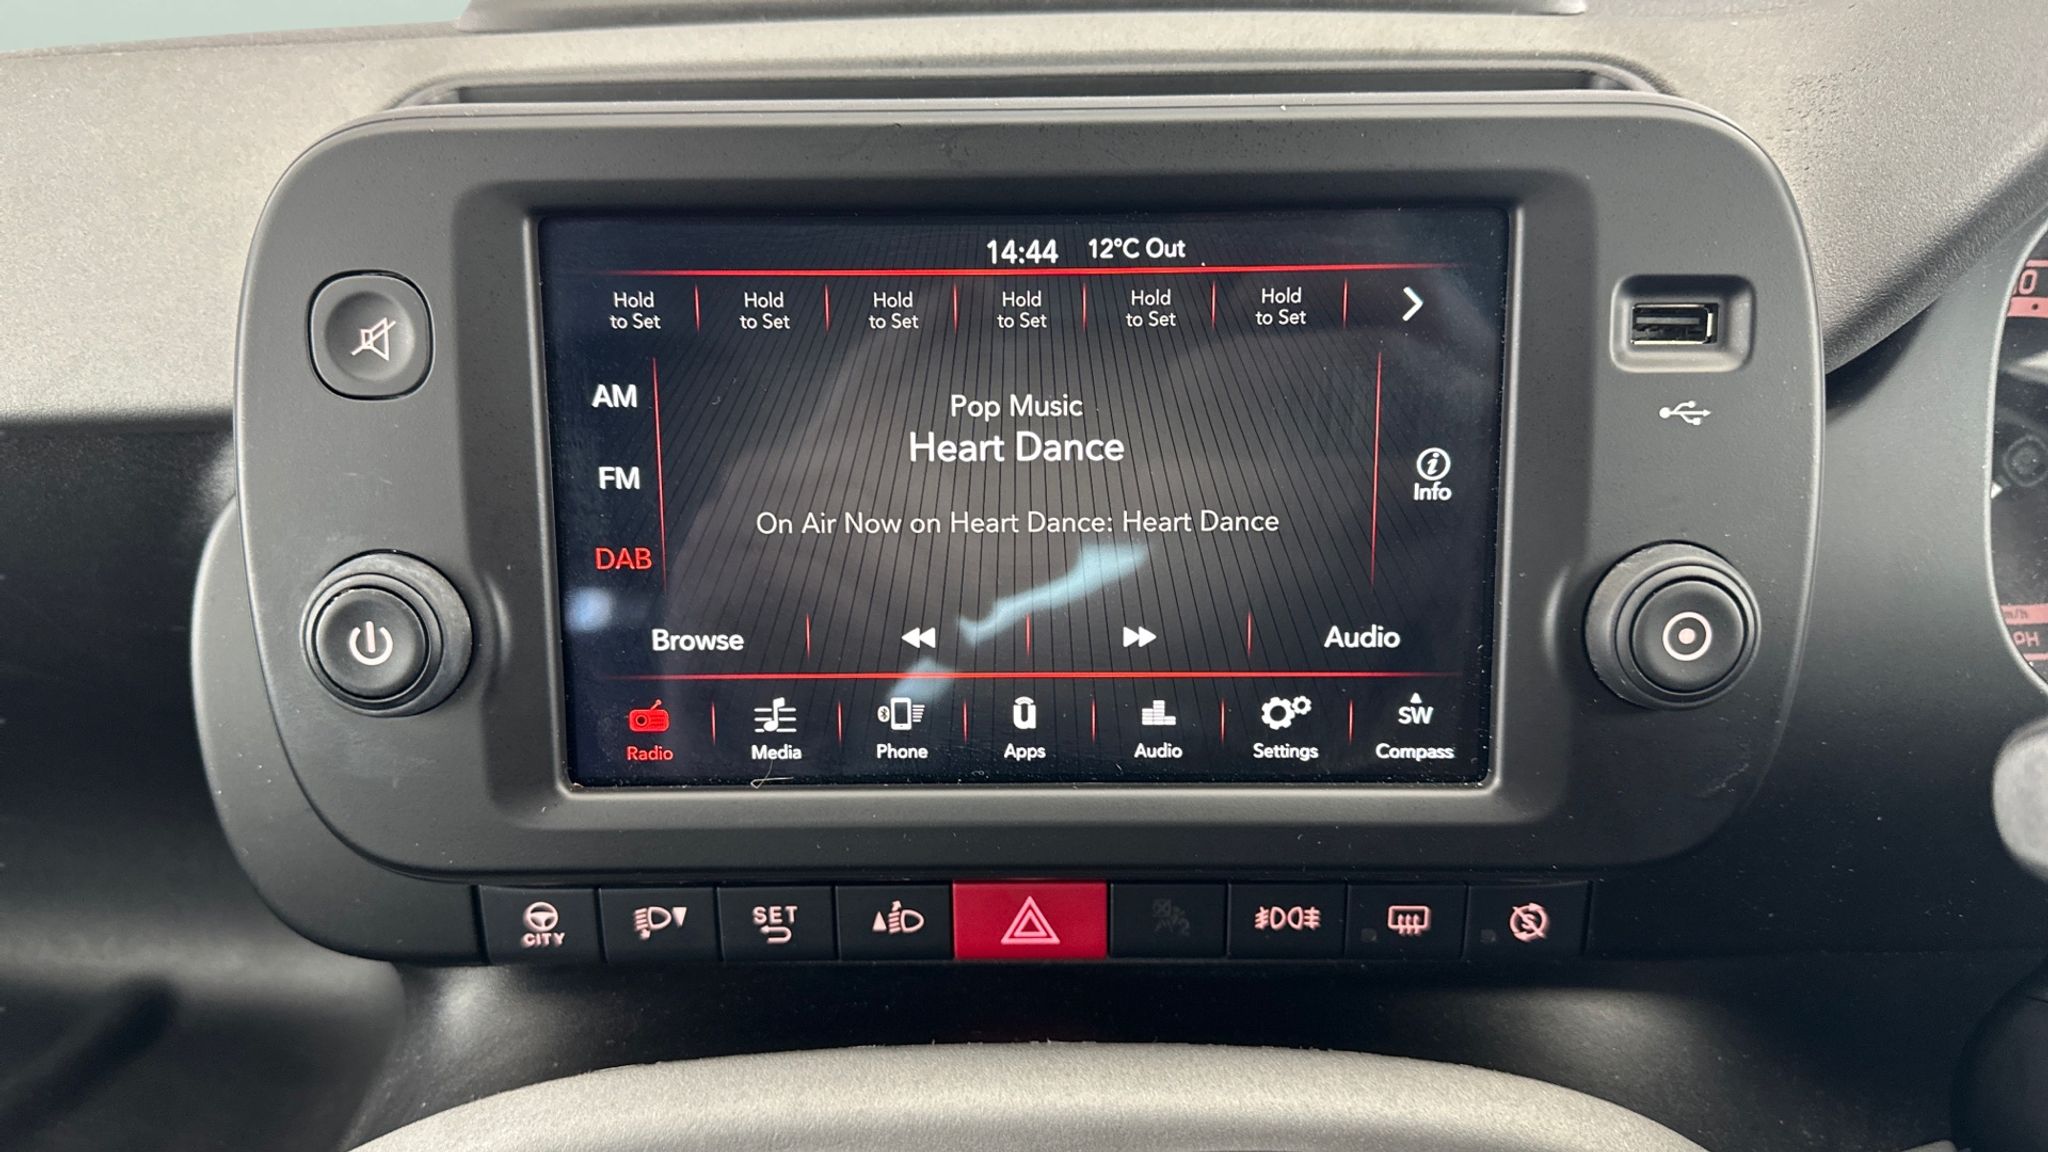 14:44 12°C Out
Hold to Set
Hold to Set
Hold to Set
Hold to Set
Hold to Set
Hold to Set
AM
FM
DAB
Pop Music
Heart Dance
On Air Now on Heart Dance: Heart Dance
Info
Browse Audio
SW
Radio Media Phone Apps Audio Settings Compass
CITY SET